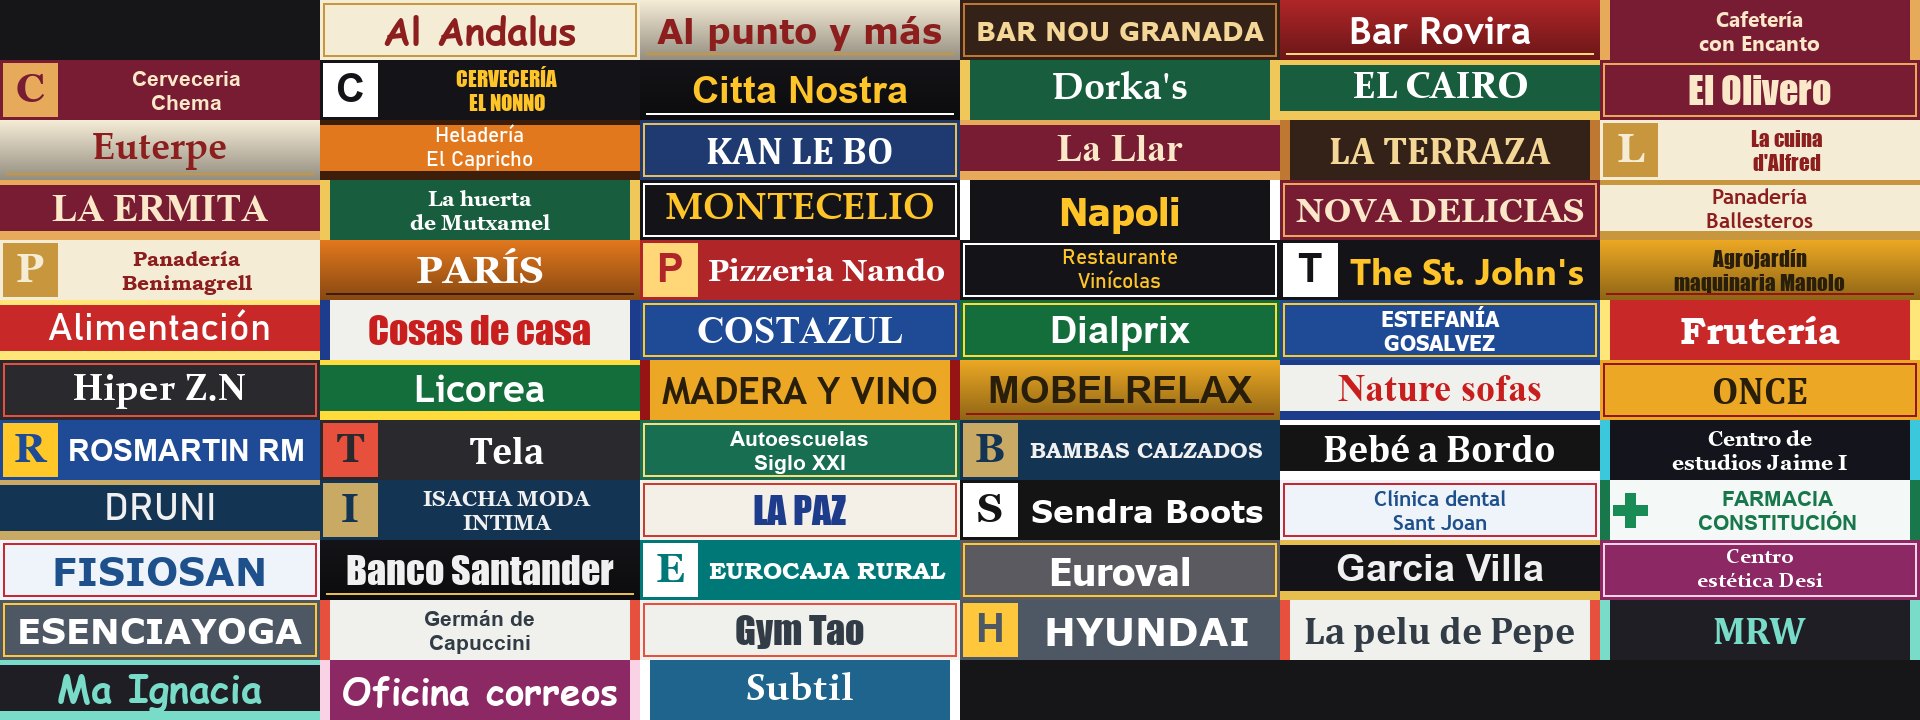 Al Andalus
Al punto y más
BAR NOU GRANADA
Bar Rovira
Cafetería
con Encanto
C
Cerveceria
Chema
C
CERVECERÍA
EL NONNO
Citta Nostra
Dorka's
EL CAIRO
El Olivero
Euterpe
Heladería
El Capricho
KAN LE BO
La Llar
LA TERRAZA
L
La cuina
d'Alfred
LA ERMITA
La huerta
de Mutxamel
MONTECELIO
Napoli
NOVA DELICIAS
Panadería
Ballesteros
P
Panadería
Benimagrell
PARÍS
P
Pizzeria Nando
Restaurante
Vinícolas
T
The St. John's
Agrojardín
maquinaria Manolo
Alimentación
Cosas de casa
COSTAZUL
Dialprix
ESTEFANÍA
GOSALVEZ
Frutería
Hiper Z.N
Licorea
MADERA Y VINO
MOBELRELAX
Nature sofas
ONCE
R
ROSMARTIN RM
T
Tela
Autoescuelas
Siglo XXI
B
BAMBAS CALZADOS
Bebé a Bordo
Centro de
estudios Jaime I
DRUNI
I
ISACHA MODA
INTIMA
LA PAZ
S
Sendra Boots
Clínica dental
Sant Joan
FARMACIA
CONSTITUCIÓN
FISIOSAN
Banco Santander
E
EUROCAJA RURAL
Euroval
Garcia Villa
Centro
estética Desi
ESENCIAYOGA
Germán de
Capuccini
Gym Tao
H
HYUNDAI
La pelu de Pepe
MRW
Ma Ignacia
Oficina correos
Subtil